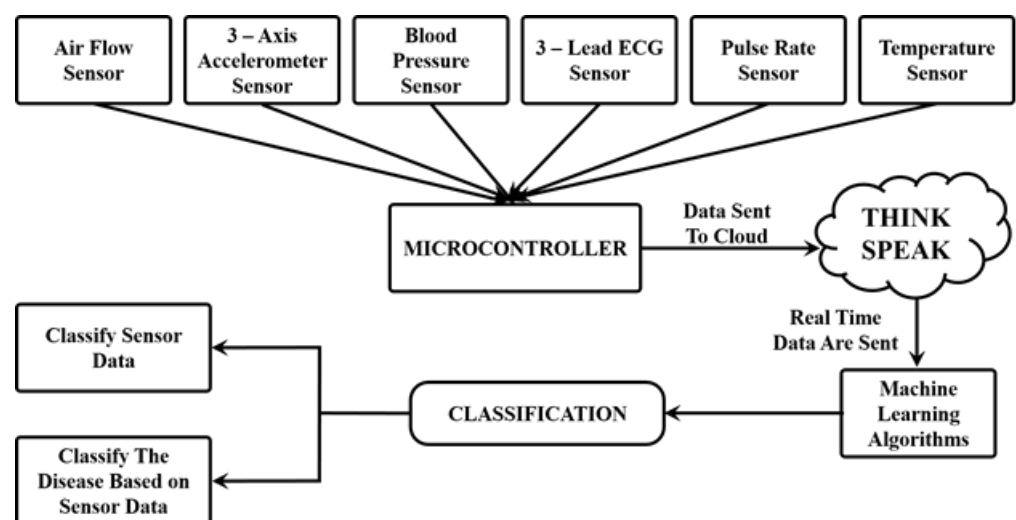 Air Flow
Sensor
3 – Axis
Accelerometer
Sensor
Blood
Pressure
Sensor
3 – Lead ECG
Sensor
Pulse Rate
Sensor
Temperature
Sensor
MICROCONTROLLER
Data Sent
To Cloud
THINK
SPEAK
Real Time
Data Are Sent
Machine
Learning
Algorithms
CLASSIFICATION
Classify Sensor
Data
Classify The
Disease Based on
Sensor Data